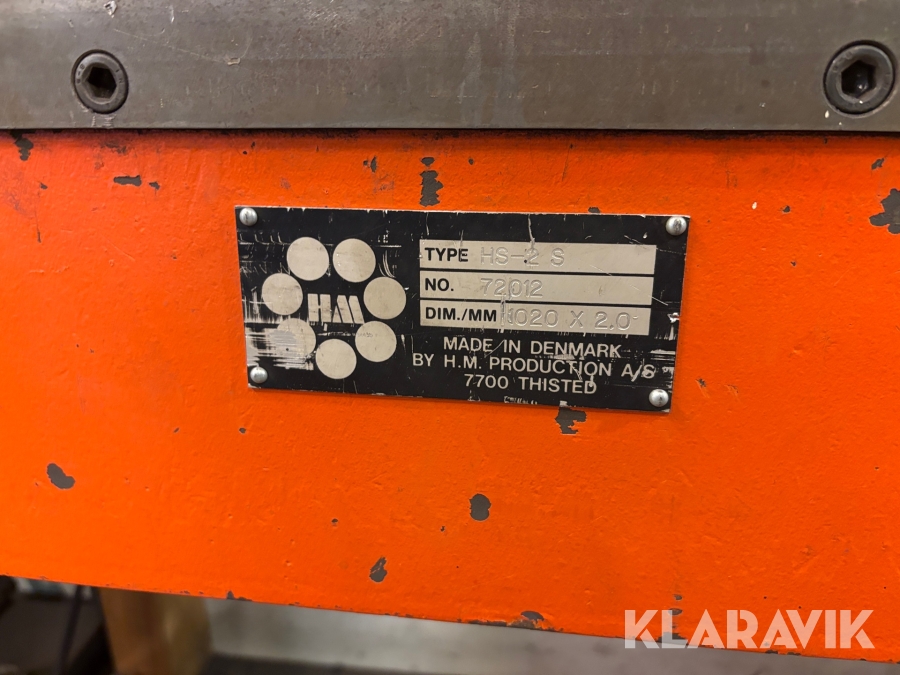 HM
TYPE HS-2 S
NO. 72012
DIM./MM 1020 X 2,0
MADE IN DENMARK
BY H.M. PRODUCTION A/S
7700 THISTED
KLARAVIK